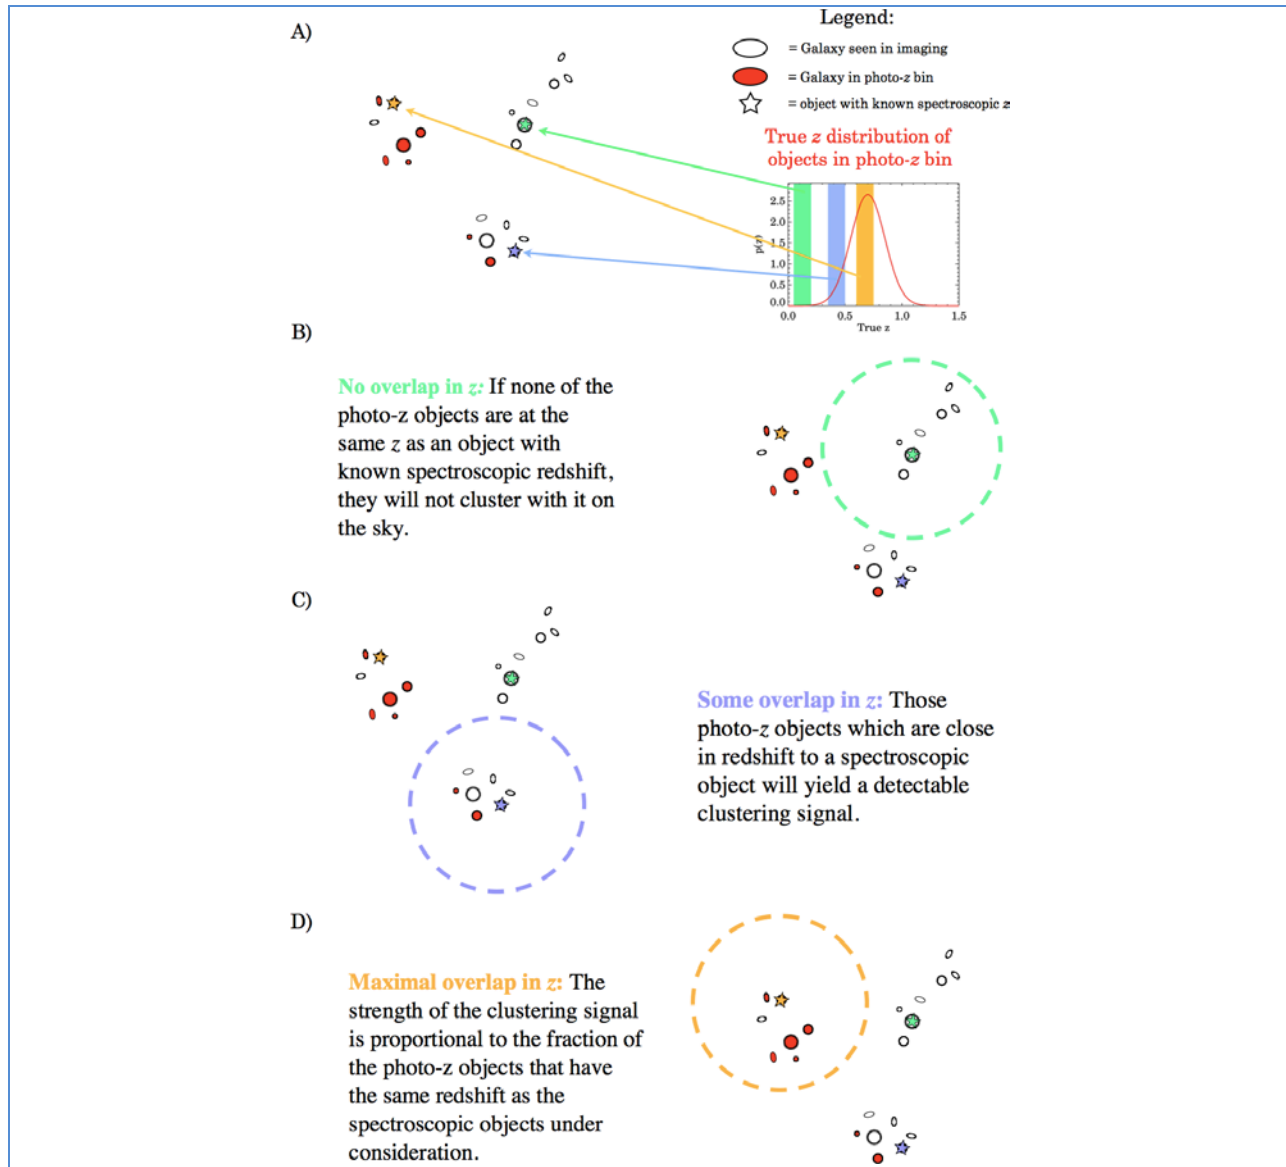 A)
Legend:
= Galaxy seen in imaging
= Galaxy in photo-z bin
= object with known spectroscopic z
True z distribution of
objects in photo-z bin
p(z)
2.5
2.0
1.5
1.0
0.5
0.0
0.0 0.5 1.0 1.5
True z
B)
No overlap in z: If none of the
photo-z objects are at the
same z as an object with
known spectroscopic redshift,
they will not cluster with it on
the sky.
C)
Some overlap in z: Those
photo-z objects which are close
in redshift to a spectroscopic
object will yield a detectable
clustering signal.
D)
Maximal overlap in z: The
strength of the clustering signal
is proportional to the fraction of
the photo-z objects that have
the same redshift as the
spectroscopic objects under
consideration.